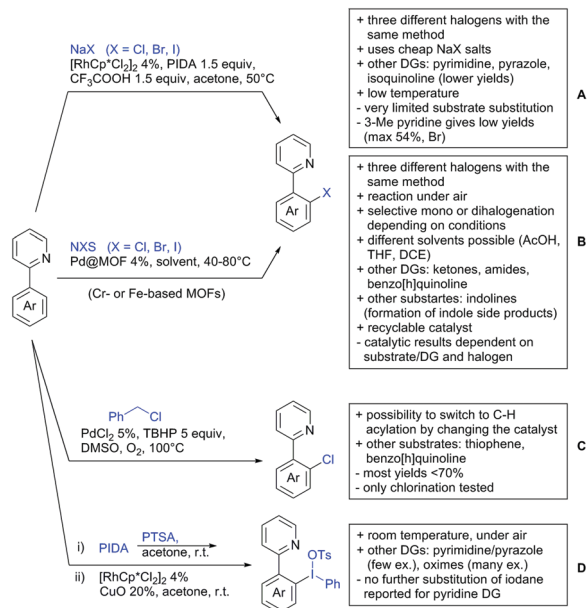 NaX (X = Cl, Br, I)
[RhCp*Cl2]2 4%, PIDA 1.5 equiv,
CF3COOH 1.5 equiv, acetone, 50°C
+ three different halogens with the
same method
+ uses cheap NaX salts
+ other DGs: pyrimidine, pyrazole,
isoquinoline (lower yields)
+ low temperature
- very limited substrate substitution
- 3-Me pyridine gives low yields
(max 54%, Br)
A
N
X
Ar
N
Ar
NXS (X = Cl, Br, I)
Pd@MOF 4%, solvent, 40-80°C
(Cr- or Fe-based MOFs)
+ three different halogens with the
same method
+ reaction under air
+ selective mono or dihalogenation
depending on conditions
+ different solvents possible (AcOH,
THF, DCE)
+ other DGs: ketones, amides,
benzo[h]quinoline
+ other substartes: indolines
(formation of indole side products)
+ recyclable catalyst
- catalytic results dependent on
substrate/DG and halogen
B
Ph Cl
PdCl2 5%, TBHP 5 equiv,
DMSO, O2, 100°C
N
Cl
Ar
+ possibility to switch to C-H
acylation by changing the catalyst
+ other substrates: thiophene,
benzo[h]quinoline
- most yields <70%
- only chlorination tested
C
i) PIDA PTSA,
acetone, r.t.
ii) [RhCp*Cl2]2 4%
CuO 20%, acetone, r.t.
N
OTs
I
Ph
Ar
+ room temperature, under air
+ other DGs: pyrimidine/pyrazole
(few ex.), oximes (many ex.)
- no further substitution of iodane
reported for pyridine DG
D